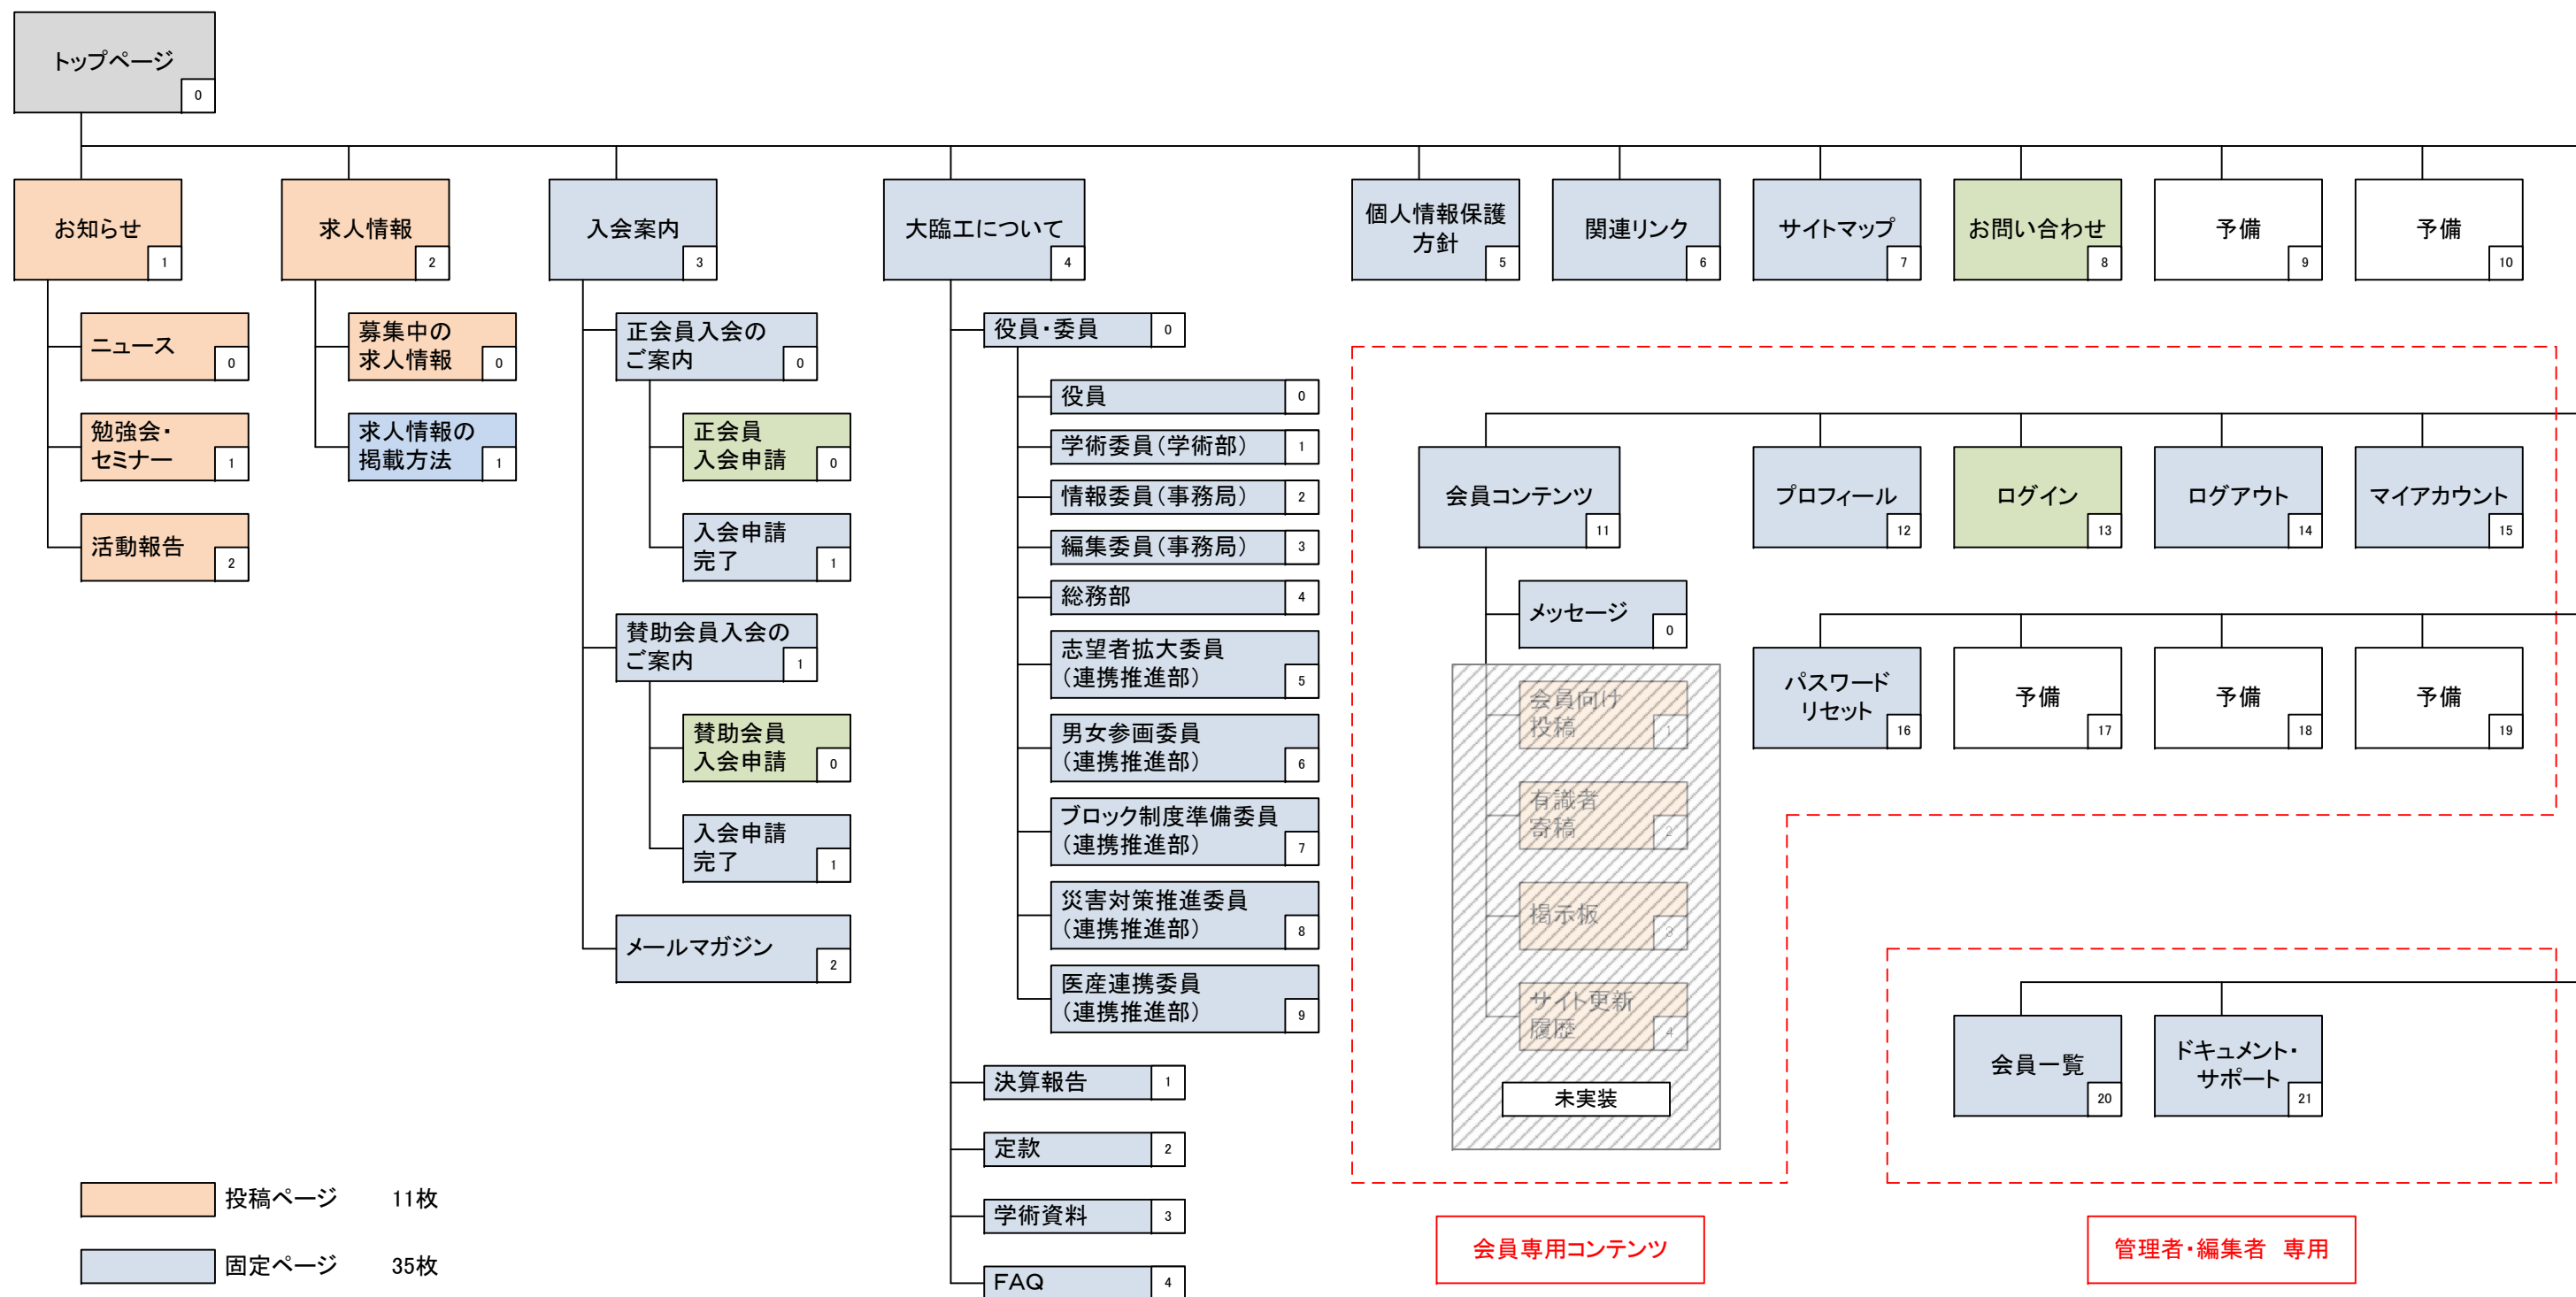 トップページ
0
お知らせ
1
求人情報
2
入会案内
3
大臨工について
4
個人情報保護
方針
5
関連リンク
6
サイトマップ
7
お問い合わせ
8
予備
9
予備
10
ニュース
0
勉強会・
セミナー
1
活動報告
2
募集中の
求人情報
0
求人情報の
掲載方法
1
正会員入会の
ご案内
0
正会員
入会申請
0
入会申請
完了
1
賛助会員入会の
ご案内
1
賛助会員
入会申請
0
入会申請
完了
1
メールマガジン
2
役員・委員
0
役員
0
学術委員(学術部)
1
情報委員(事務局)
2
編集委員(事務局)
3
総務部
4
志望者拡大委員
(連携推進部)
5
男女参画委員
(連携推進部)
6
ブロック制度準備委員
(連携推進部)
7
災害対策推進委員
(連携推進部)
8
医産連携委員
(連携推進部)
9
決算報告
1
定款
2
学術資料
3
FAQ
4
会員コンテンツ
11
プロフィール
12
ログイン
13
ログアウト
14
マイアカウント
15
メッセージ
0
会員向け
投稿
1
有識者
寄稿
2
掲示板
3
サイト更新
履歴
4
未実装
パスワード
リセット
16
予備
17
予備
18
予備
19
会員一覧
20
ドキュメント・
サポート
21
投稿ページ 11枚
固定ページ 35枚
会員専用コンテンツ
管理者・編集者 専用